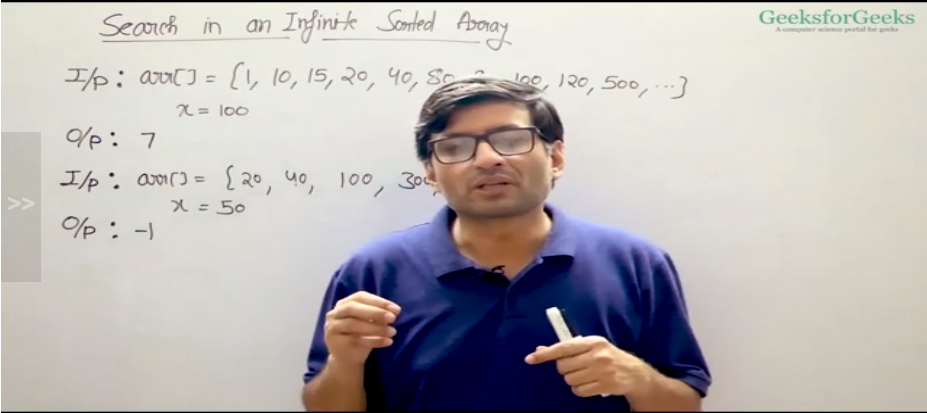 Search in an Infinite Sorted Array
GeeksforGeeks
A computer science portal for geeks
I/p : arr[] = {1, 10, 15, 20, 40, 80, 100, 120, 500, ...}
x = 100
O/p : 7
I/p : arr[] = {20, 40, 100, 300,
>>
x = 50
O/p : -1